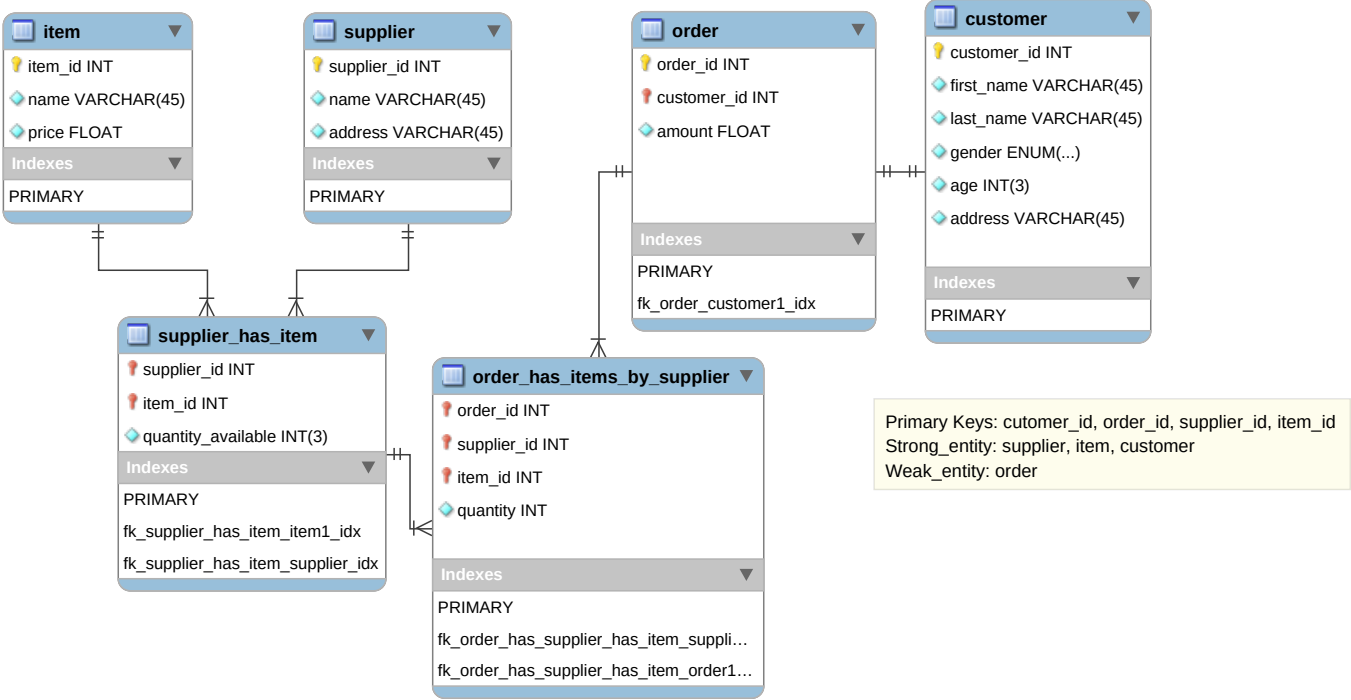 item
item_id INT
name VARCHAR(45)
price FLOAT
Indexes
PRIMARY
supplier
supplier_id INT
name VARCHAR(45)
address VARCHAR(45)
Indexes
PRIMARY
order
order_id INT
customer_id INT
amount FLOAT
Indexes
PRIMARY
fk_order_customer1_idx
customer
customer_id INT
first_name VARCHAR(45)
last_name VARCHAR(45)
gender ENUM(...)
age INT(3)
address VARCHAR(45)
Indexes
PRIMARY
supplier_has_item
supplier_id INT
item_id INT
quantity_available INT(3)
Indexes
PRIMARY
fk_supplier_has_item_item1_idx
fk_supplier_has_item_supplier_idx
order_has_items_by_supplier
order_id INT
supplier_id INT
item_id INT
quantity INT
Indexes
PRIMARY
fk_order_has_supplier_has_item_suppli…
fk_order_has_supplier_has_item_order1…
Primary Keys: cutomer_id, order_id, supplier_id, item_id
Strong_entity: supplier, item, customer
Weak_entity: order